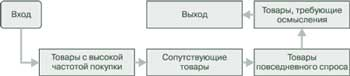 Вход
Выход
Товары, требующие
осмысления
Товары с высокой
частотой покупки
Сопутствующие
товары
Товары
повседневного спроса